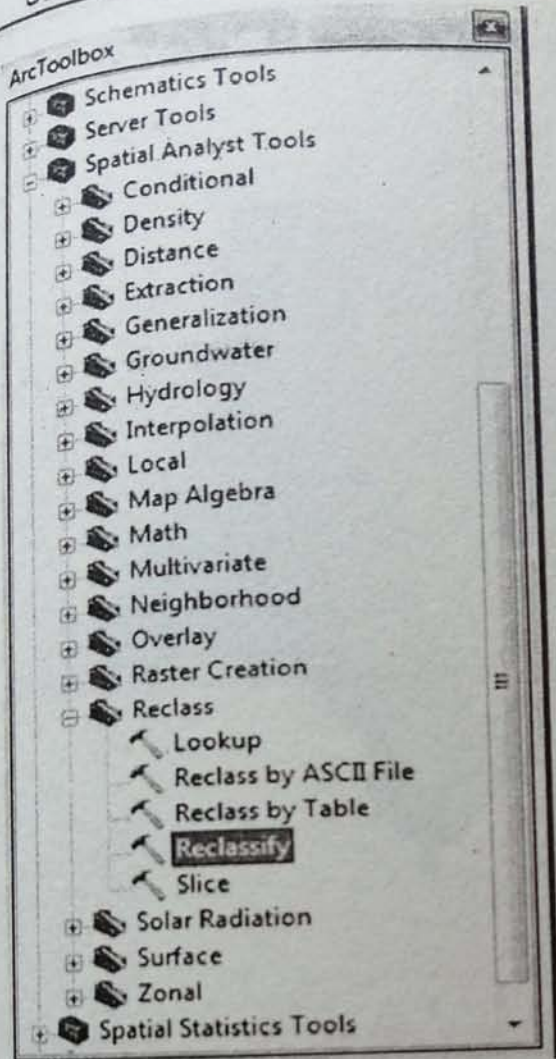 ArcToolbox
Schematics Tools
Server Tools
Spatial Analyst Tools
Conditional
Density
Distance
Extraction
Generalization
Groundwater
Hydrology
Interpolation
Local
Map Algebra
Math
Multivariate
Neighborhood
Overlay
Raster Creation
Reclass
Lookup
Reclass by ASCII File
Reclass by Table
Reclassify
Slice
Solar Radiation
Surface
Zonal
Spatial Statistics Tools